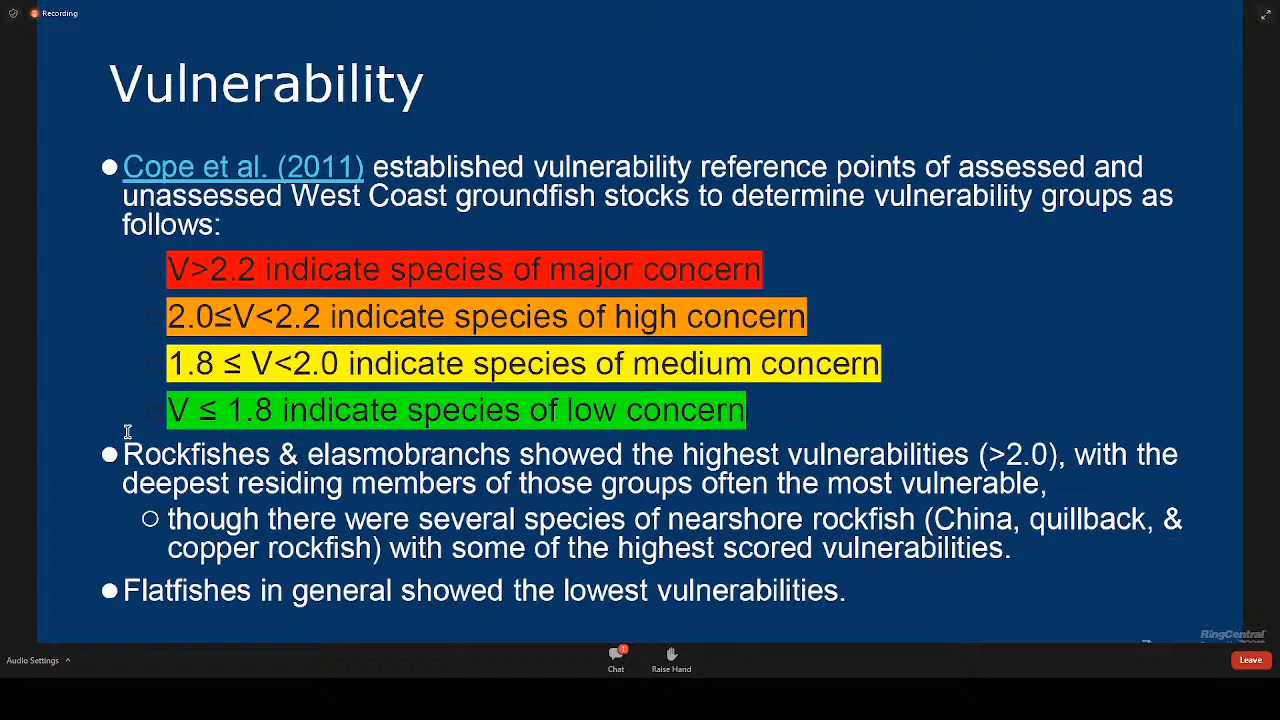 Recording
Vulnerability
Cope et al. (2011) established vulnerability reference points of assessed and
unassessed West Coast groundfish stocks to determine vulnerability groups as
follows:
V>2.2 indicate species of major concern
2.0≤V<2.2 indicate species of high concern
1.8 ≤ V<2.0 indicate species of medium concern
V ≤ 1.8 indicate species of low concern
Rockfishes & elasmobranchs showed the highest vulnerabilities (>2.0), with the
deepest residing members of those groups often the most vulnerable,
though there were several species of nearshore rockfish (China, quillback, &
copper rockfish) with some of the highest scored vulnerabilities.
Flatfishes in general showed the lowest vulnerabilities.
RingCentral
Audio Settings
1
Chat
Raise Hand
Leave